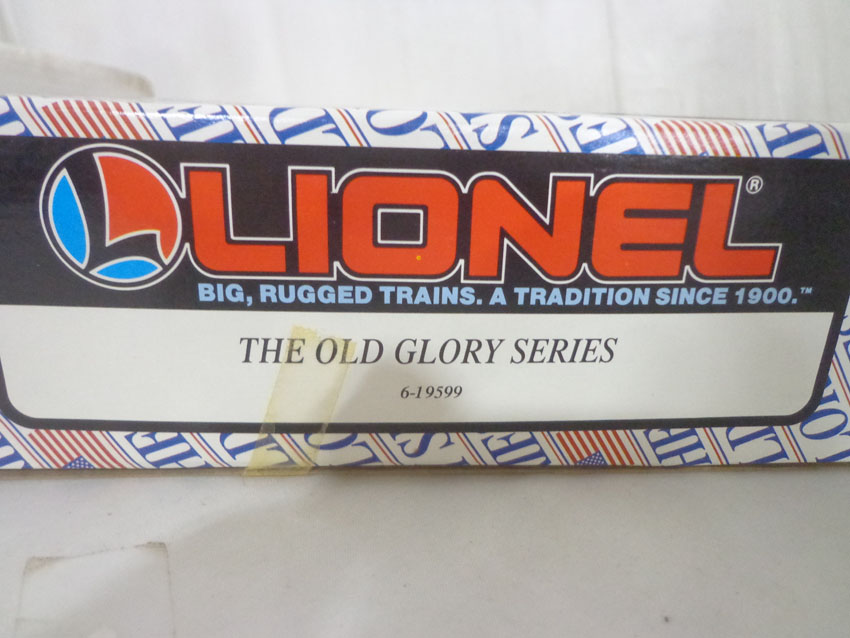 LIONEL®
BIG, RUGGED TRAINS. A TRADITION SINCE 1900.™
THE OLD GLORY SERIES
6-19599